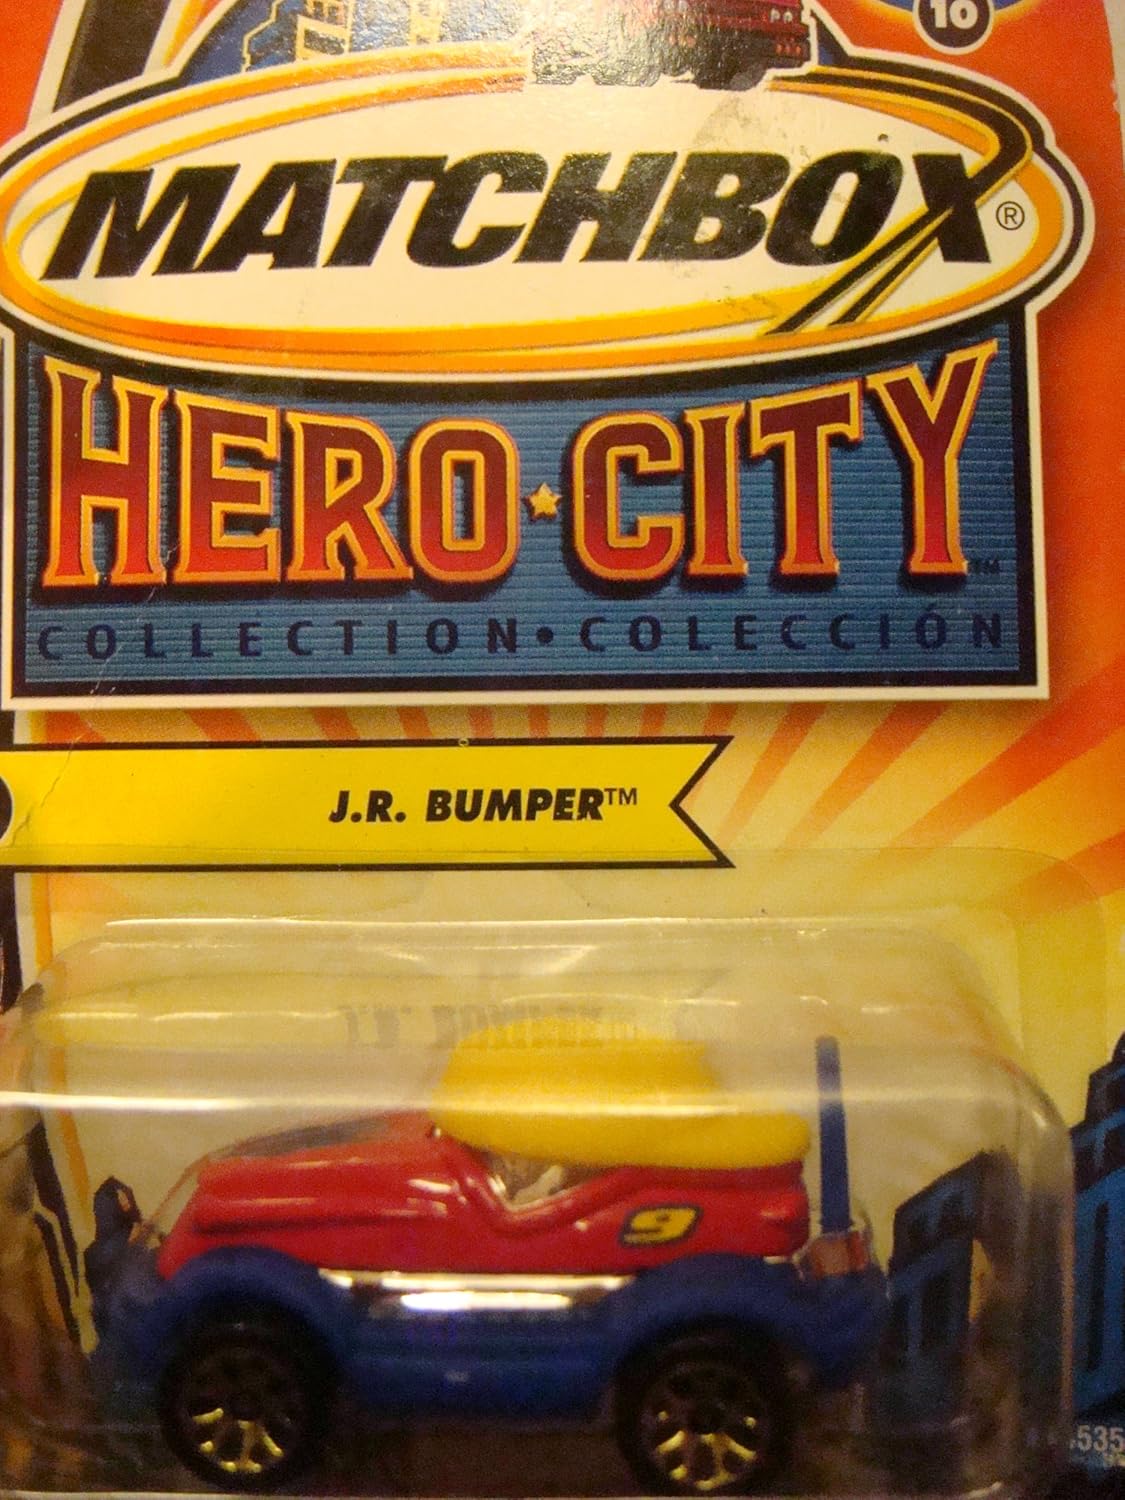 10
MATCHBOX®
HERO CITY™
COLLECTION • COLECCIÓN
J.R. BUMPER™
9